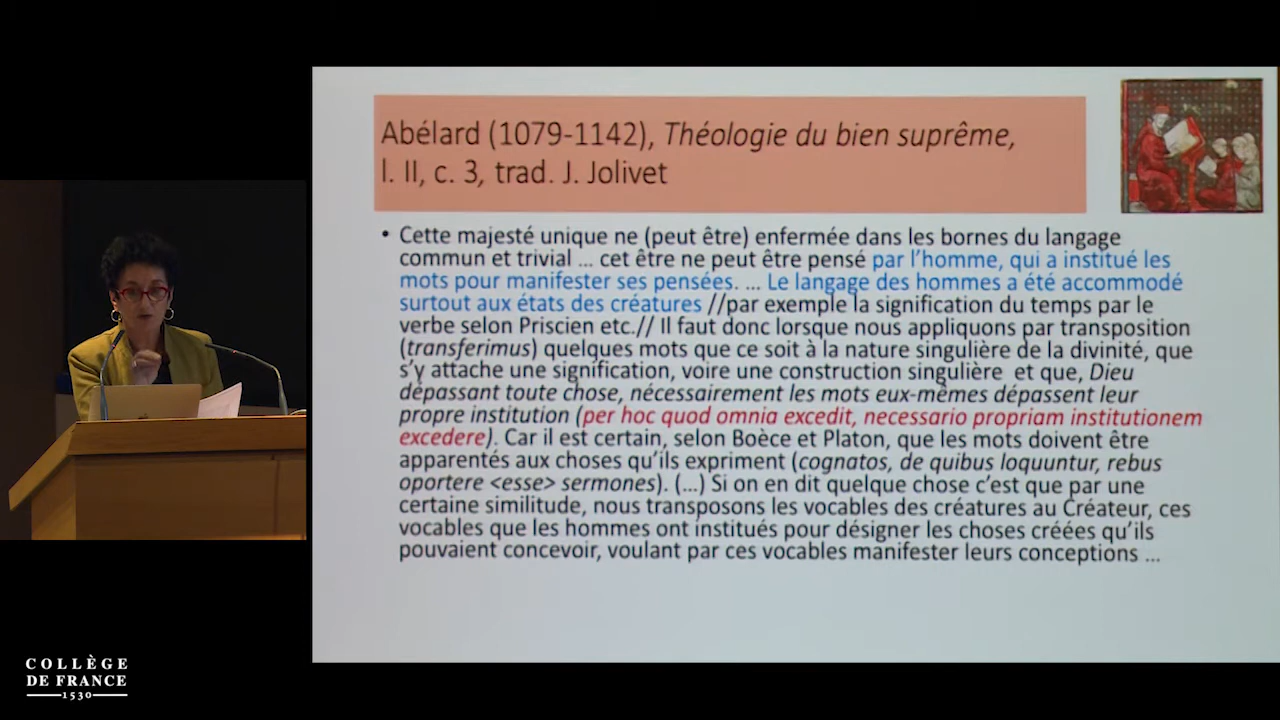 Abélard (1079-1142), Théologie du bien suprême,
l. II, c. 3, trad. J. Jolivet
• Cette majesté unique ne (peut être) enfermée dans les bornes du langage
commun et trivial ... cet être ne peut être pensé par l’homme, qui a institué les
mots pour manifester ses pensées. ... Le langage des hommes a été accommodé
surtout aux états des créatures //par exemple la signification du temps par le
verbe selon Priscien etc.// Il faut donc lorsque nous appliquons par transposition
(transferimus) quelques mots que ce soit à la nature singulière de la divinité, que
s’y attache une signification, voire une construction singulière et que, Dieu
dépassant toute chose, nécessairement les mots eux-mêmes dépassent leur
propre institution (per hoc quod omnia excedit, necessario propriam institutionem
excedere). Car il est certain, selon Boèce et Platon, que les mots doivent être
apparentés aux choses qu’ils expriment (cognatos, de quibus loquuntur, rebus
oportere <esse> sermones). (...) Si on en dit quelque chose c’est que par une
certaine similitude, nous transposons les vocables des créatures au Créateur, ces
vocables que les hommes ont institués pour désigner les choses créées qu’ils
pouvaient concevoir, voulant par ces vocables manifester leurs conceptions ...
COLLÈGE
DE FRANCE
1530